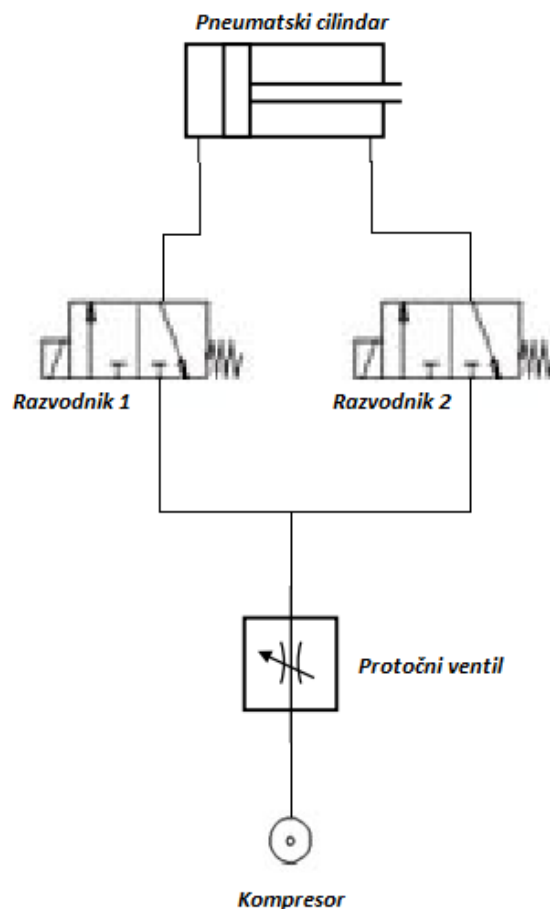 Pneumatski cilindar
Razvodnik 1
Razvodnik 2
Protočni ventil
Kompresor